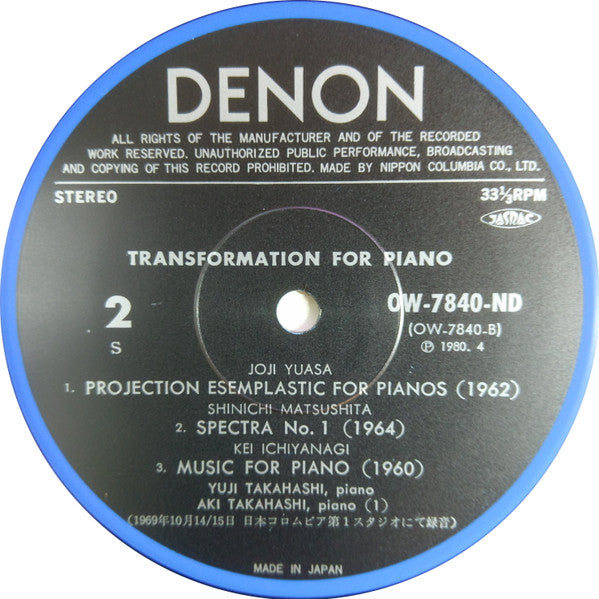 DENON
ALL RIGHTS OF THE MANUFACTURER AND OF THE RECORDED
WORK RESERVED. UNAUTHORIZED PUBLIC PERFORMANCE, BROADCASTING
AND COPYING OF THIS RECORD PROHIBITED. MADE BY NIPPON COLUMBIA CO., LTD.
STEREO 33⅓RPM
JASRAC
TRANSFORMATION FOR PIANO
2 OW-7840-ND
S (OW-7840-B)
Ⓟ 1980. 4
JOJI YUASA
1. PROJECTION ESEMPLASTIC FOR PIANOS (1962)
SHINICHI MATSUSHITA
2. SPECTRA No. 1 (1964)
KEI ICHIYANAGI
3. MUSIC FOR PIANO (1960)
YUJI TAKAHASHI, piano
AKI TAKAHASHI, piano (1)
(1969年10月14/15日 日本コロムビア第1スタジオにて録音)
MADE IN JAPAN